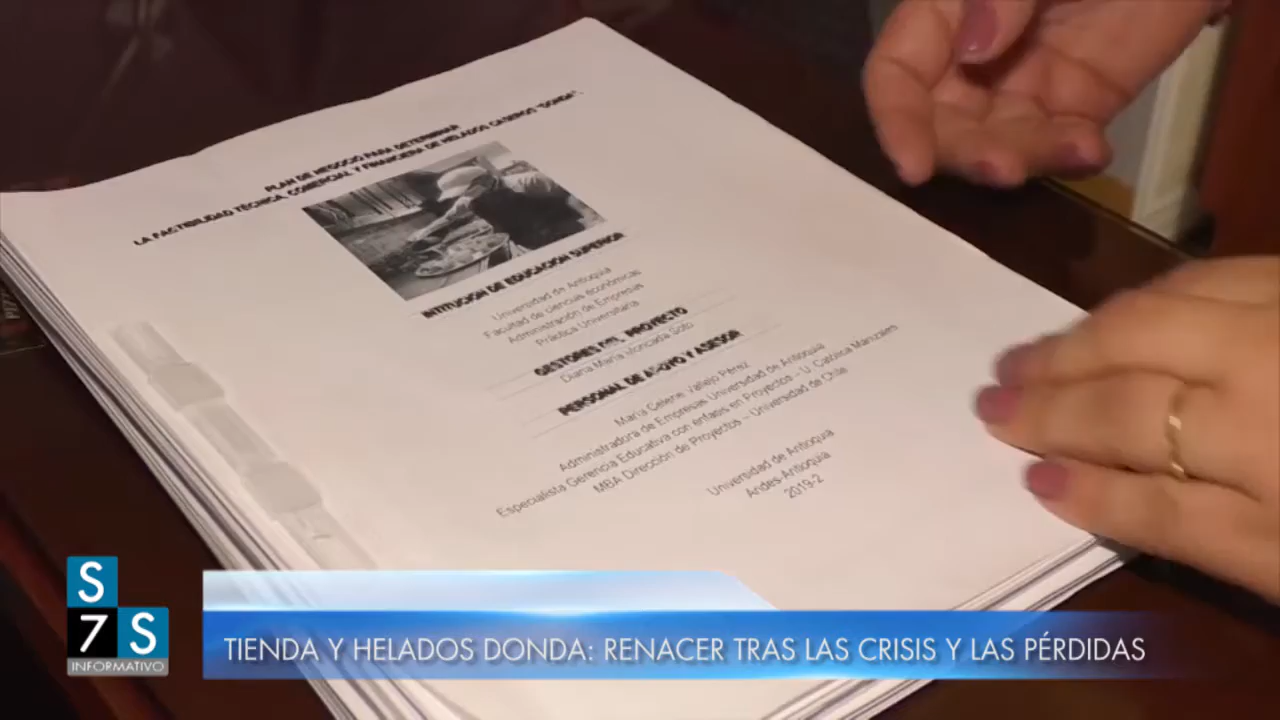 PLAN DE NEGOCIO PARA DETERMINAR
LA FACTIBILIDAD TÉCNICA, COMERCIAL Y FINANCIERA DE HELADOS CASEROS "DONDA".
INTITUCIÓN DE EDUCACIÓN SUPERIOR
Universidad de Antioquia
Facultad de ciencias económicas
Administración de Empresas
Práctica Universitaria
GESTORES DEL PROYECTO
Diana María Moncada Soto
PERSONAL DE APOYO Y ASESOR
María Celene Vallejo Pérez
Administradora de Empresas Universidad de Antioquia
Especialista Gerencia Educativa con énfasis en Proyectos – U. Católica Manizales
MBA Dirección de Proyectos – Universidad de Chile
Universidad de Antioquia
Andes-Antioquia
2019-2
S
7S
INFORMATIVO
TIENDA Y HELADOS DONDA: RENACER TRAS LAS CRISIS Y LAS PÉRDIDAS